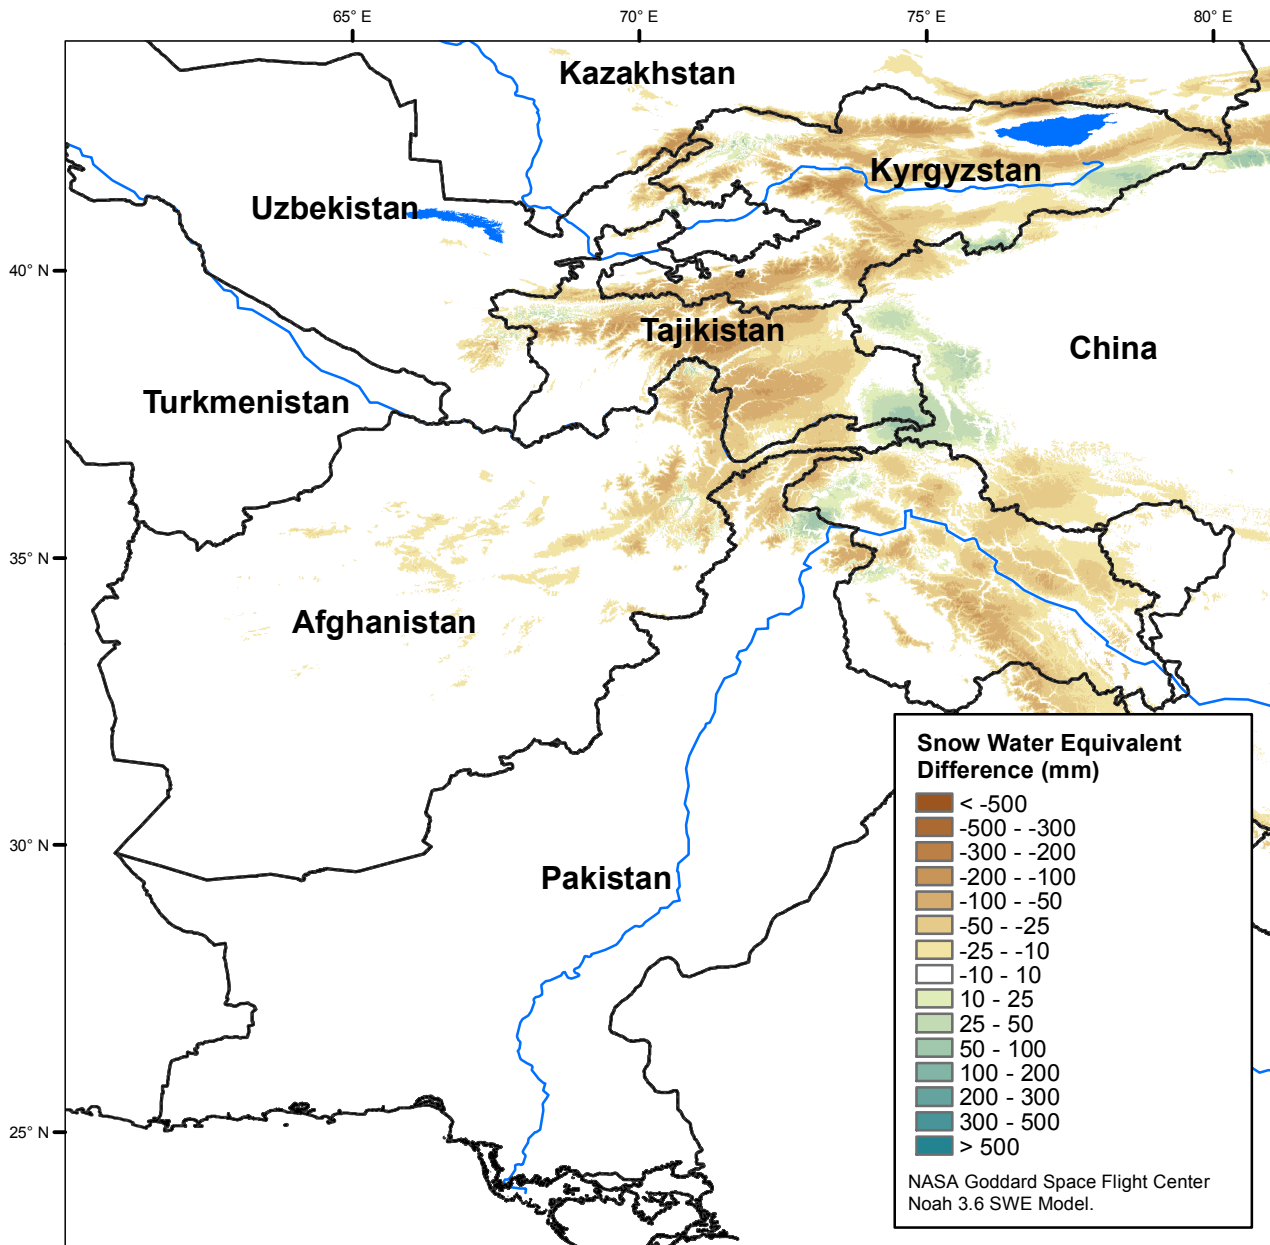 65° E
70° E
75° E
80° E
Kazakhstan
Kyrgyzstan
Uzbekistan
40° N
Tajikistan
China
Turkmenistan
35° N
Afghanistan
30° N
Pakistan
25° N
Snow Water Equivalent
Difference (mm)
< -500
-500 - -300
-300 - -200
-200 - -100
-100 - -50
-50 - -25
-25 - -10
-10 - 10
10 - 25
25 - 50
50 - 100
100 - 200
200 - 300
300 - 500
> 500
NASA Goddard Space Flight Center
Noah 3.6 SWE Model.